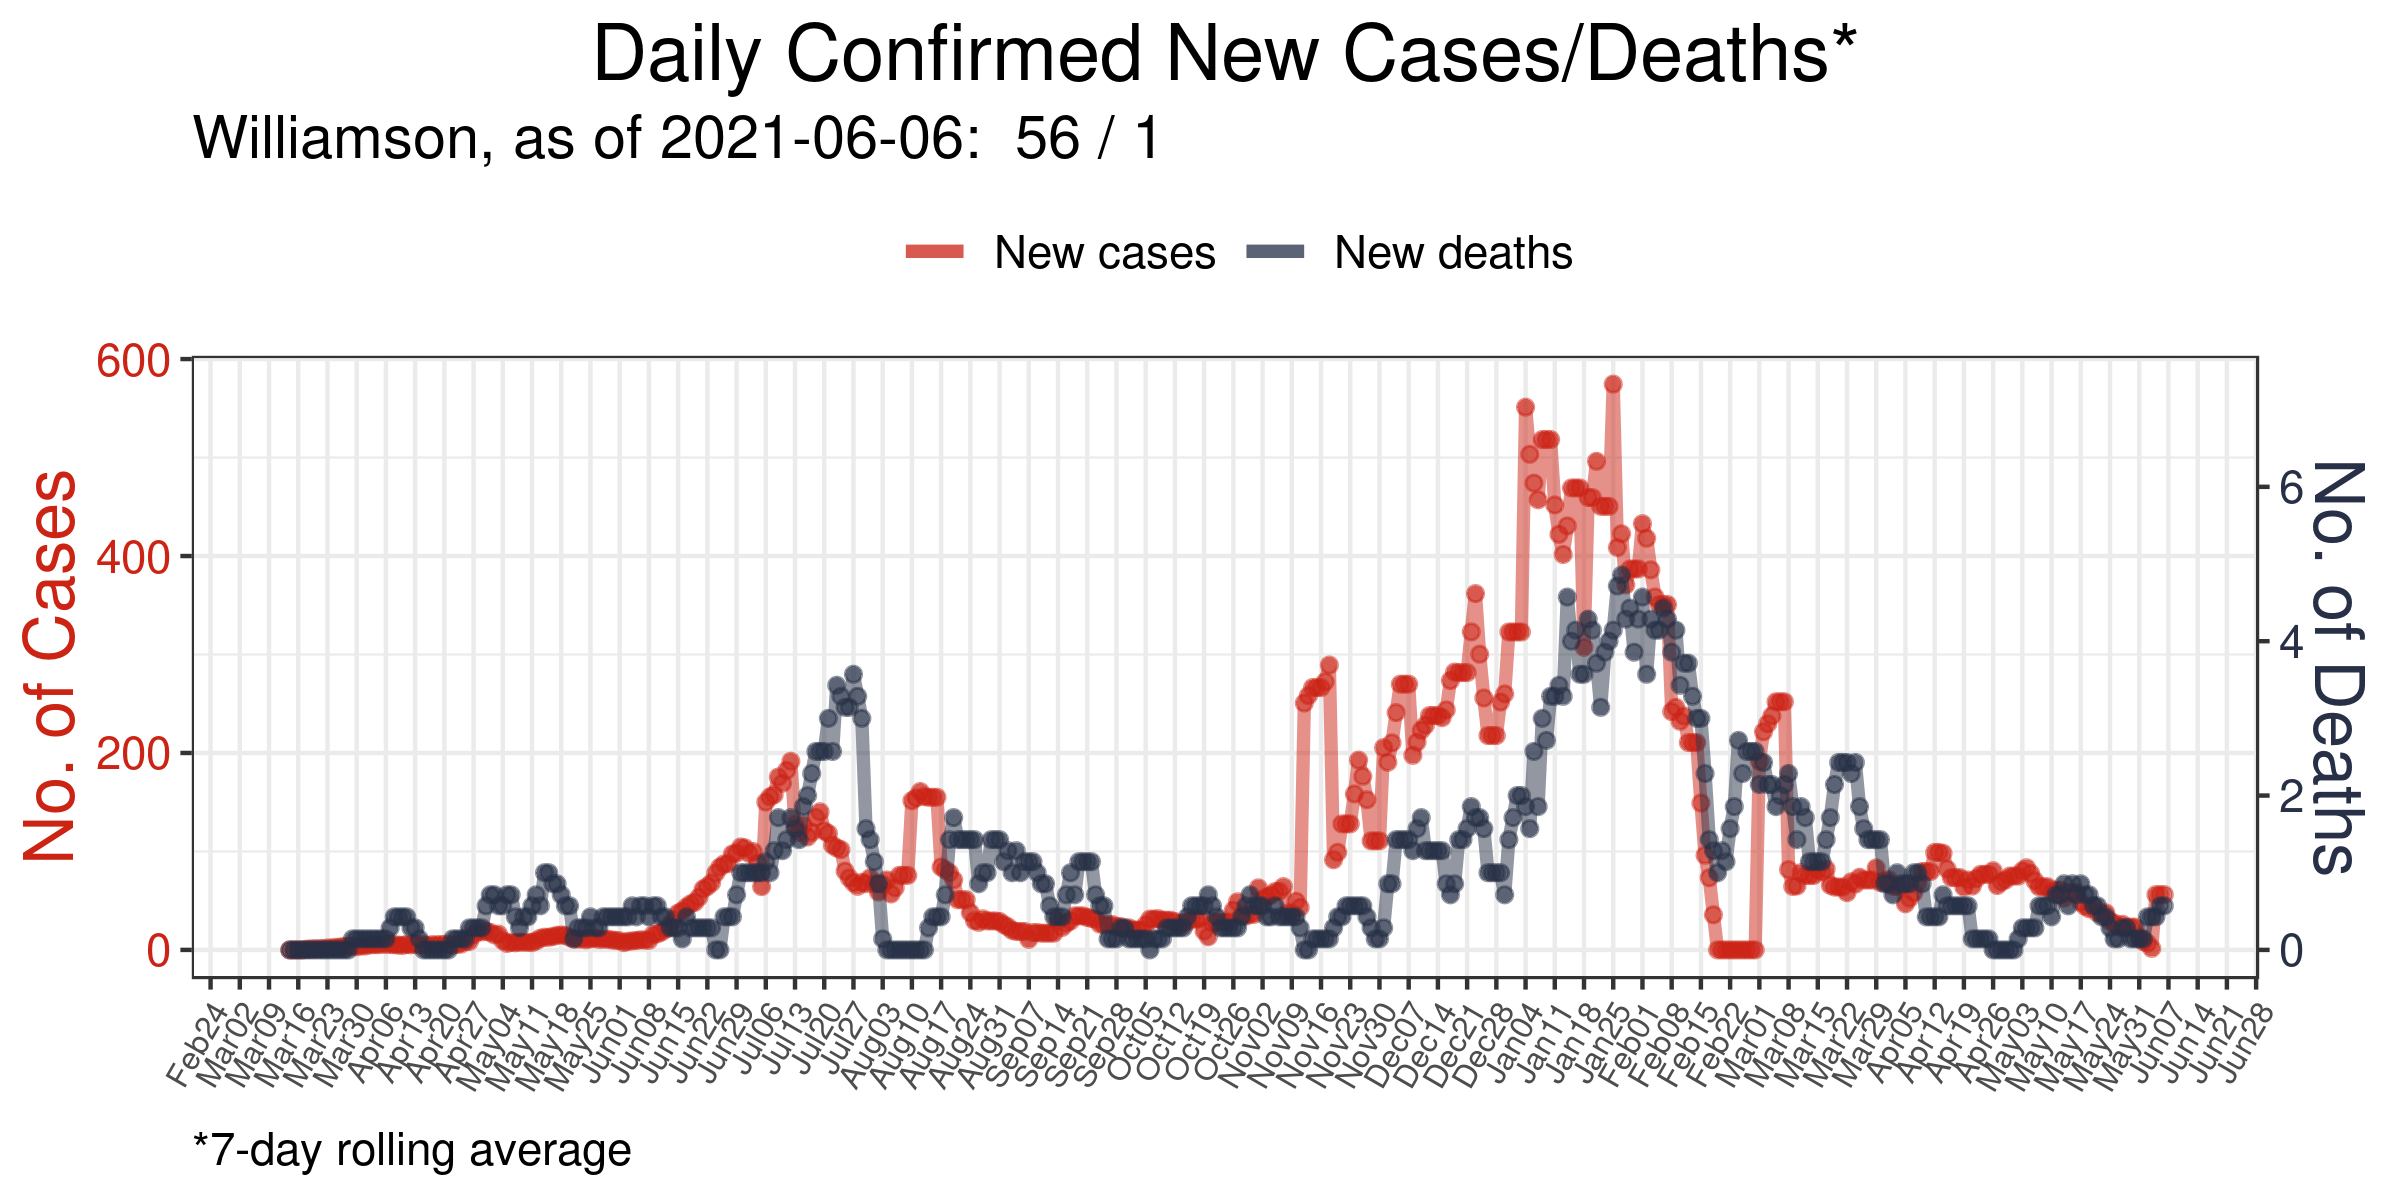 Daily Confirmed New Cases/Deaths*
Williamson, as of 2021-06-06:  56 / 1
New cases
New deaths
No. of Cases
600
400
200
0
No. of Deaths
6
4
2
0
Feb24
Mar02
Mar09
Mar16
Mar23
Mar30
Apr06
Apr13
Apr20
Apr27
May04
May11
May18
May25
Jun01
Jun08
Jun15
Jun22
Jun29
Jul06
Jul13
Jul20
Jul27
Aug03
Aug10
Aug17
Aug24
Aug31
Sep07
Sep14
Sep21
Sep28
Oct05
Oct12
Oct19
Oct26
Nov02
Nov09
Nov16
Nov23
Nov30
Dec07
Dec14
Dec21
Dec28
Jan04
Jan11
Jan18
Jan25
Feb01
Feb08
Feb15
Feb22
Mar01
Mar08
Mar15
Mar22
Mar29
Apr05
Apr12
Apr19
Apr26
May03
May10
May17
May24
May31
Jun07
Jun14
Jun21
Jun28
*7-day rolling average